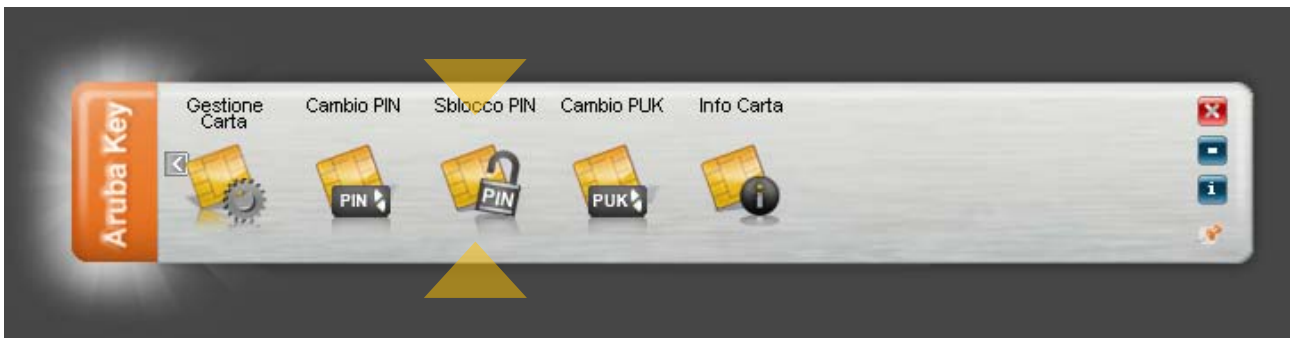 Aruba Key
Gestione
Carta
Cambio PIN
Sblocco PIN
Cambio PUK
Info Carta
PIN
PIN
PUK
i
i